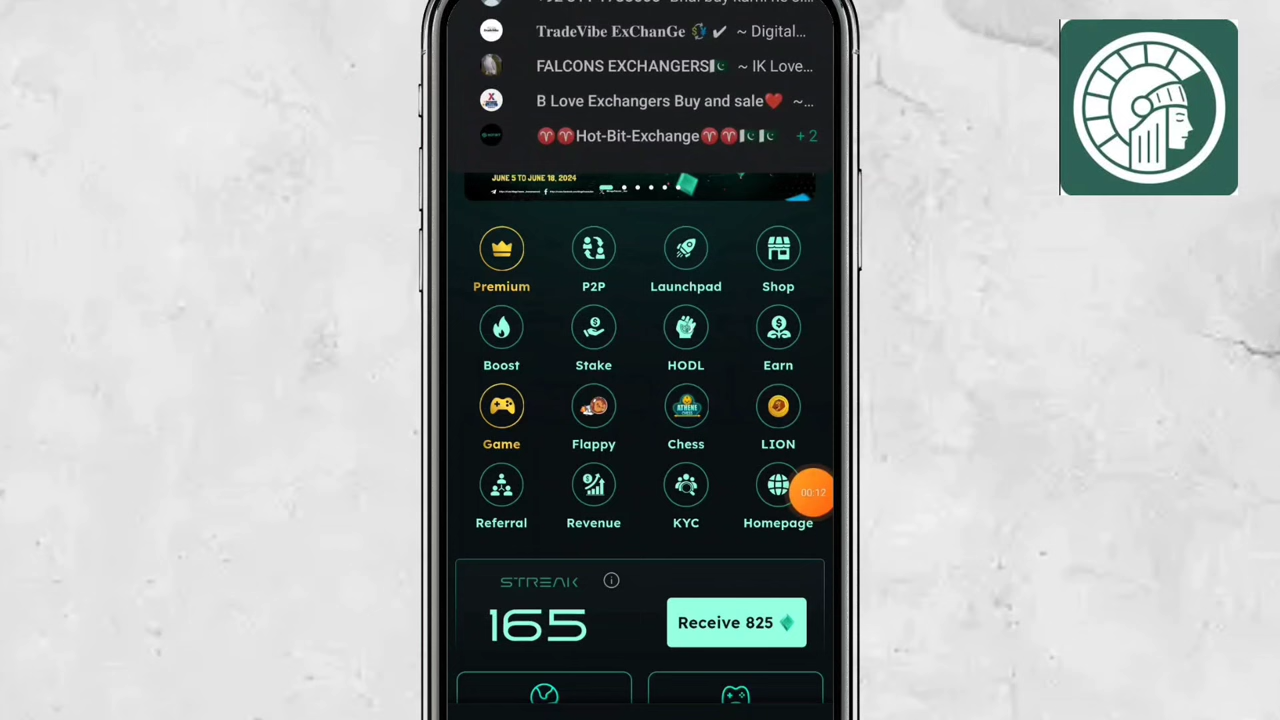 𝐓𝐫𝐚𝐝𝐞𝐕𝐢𝐛𝐞 𝐄𝐱𝐂𝐡𝐚𝐧𝐆𝐞 💱 ✔ ~ Digital...
FALCONS EXCHANGERS🇵🇰 ~ IK Love...
B Love Exchangers Buy and sale❤️ ~...
♈♈Hot-Bit-Exchange♈♈🇵🇰🇵🇰 +2
JUNE 5 TO JUNE 18, 2024
Premium P2P Launchpad Shop
Boost Stake HODL Earn
Game Flappy Chess LION
Referral Revenue KYC Homepage
00:12
STREAK
165
Receive 825